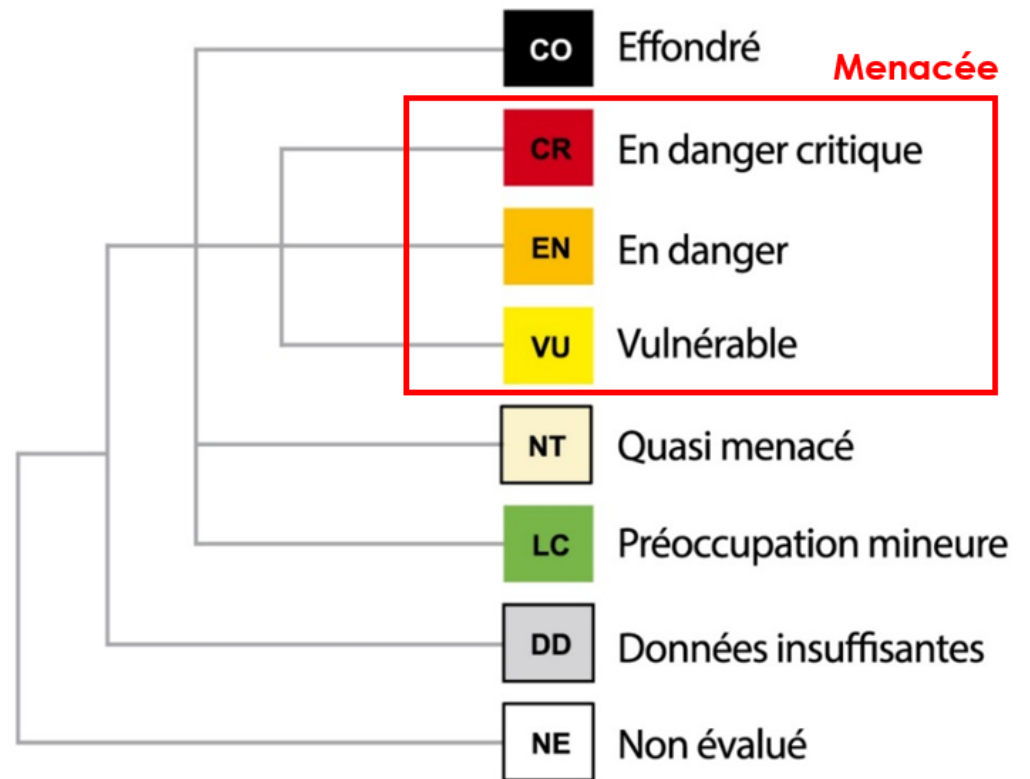 CO Effondré
Menacée
CR En danger critique
EN En danger
VU Vulnérable
NT Quasi menacé
LC Préoccupation mineure
DD Données insuffisantes
NE Non évalué